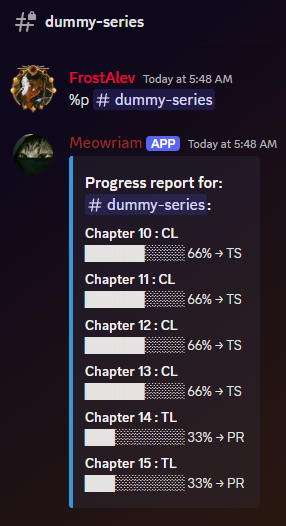 # dummy-series
FrostAlev Today at 5:48 AM
%p # dummy-series
Meowriam APP Today at 5:48 AM
Progress report for:
# dummy-series:
Chapter 10 : CL
██████░░░░ 66% → TS
Chapter 11 : CL
██████░░░░ 66% → TS
Chapter 12 : CL
██████░░░░ 66% → TS
Chapter 13 : CL
██████░░░░ 66% → TS
Chapter 14 : TL
███░░░░░░░ 33% → PR
Chapter 15 : TL
███░░░░░░░ 33% → PR